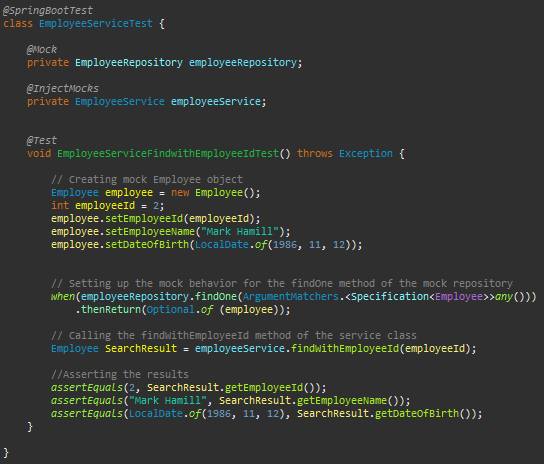 @SpringBootTest
class EmployeeServiceTest {
@Mock
private EmployeeRepository employeeRepository;
@InjectMocks
private EmployeeService employeeService;
@Test
void EmployeeServiceFindwithEmployeeIdTest() throws Exception {
// Creating mock Employee object
Employee employee = new Employee();
int employeeId = 2;
employee.setEmployeeId(employeeId);
employee.setEmployeeName("Mark Hamill");
employee.setDateOfBirth(LocalDate.of(1986, 11, 12));
// Setting up the mock behavior for the findOne method of the mock repository
when(employeeRepository.findOne(ArgumentMatchers.<Specification<Employee>>any()))
.thenReturn(Optional.of (employee));
// Calling the findWithEmployeeId method of the service class
Employee SearchResult = employeeService.findWithEmployeeId(employeeId);
//Asserting the results
assertEquals(2, SearchResult.getEmployeeId());
assertEquals("Mark Hamill", SearchResult.getEmployeeName());
assertEquals(LocalDate.of(1986, 11, 12), SearchResult.getDateOfBirth());
}
}